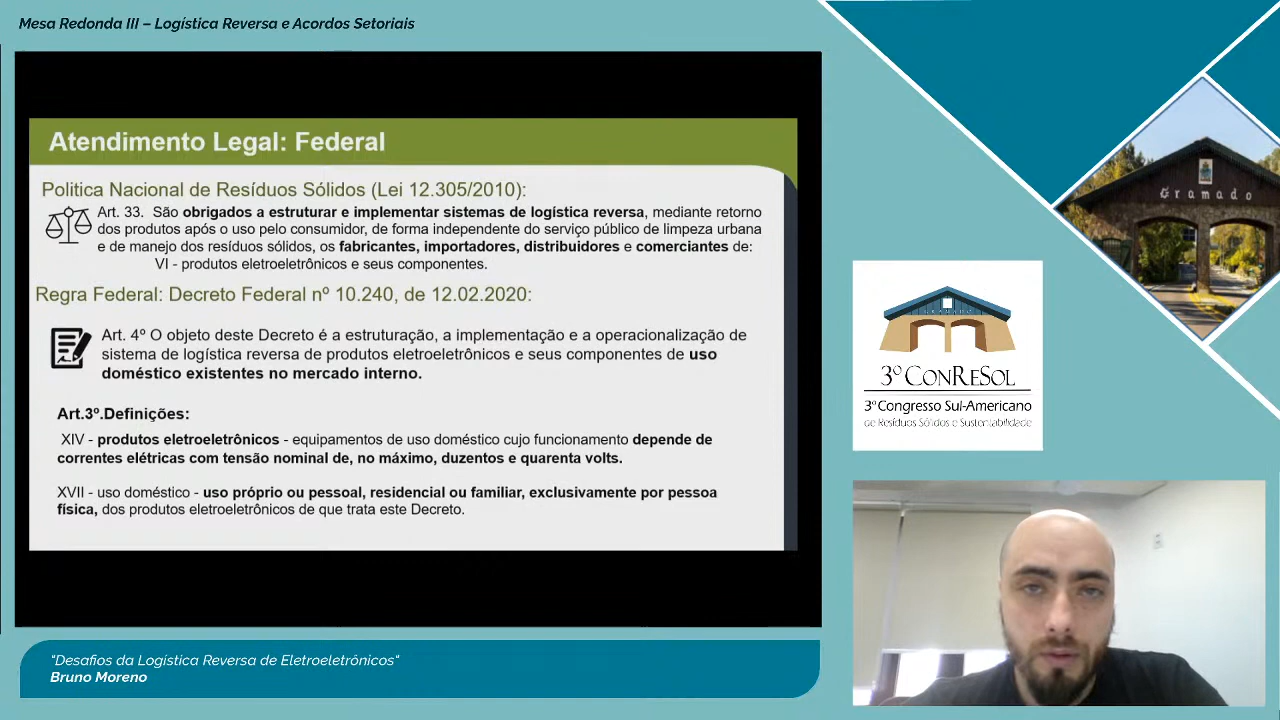 Mesa Redonda III – Logística Reversa e Acordos Setoriais
Atendimento Legal: Federal
Politica Nacional de Resíduos Sólidos (Lei 12.305/2010):
Art. 33. São obrigados a estruturar e implementar sistemas de logística reversa, mediante retorno
dos produtos após o uso pelo consumidor, de forma independente do serviço público de limpeza urbana
e de manejo dos resíduos sólidos, os fabricantes, importadores, distribuidores e comerciantes de:
VI - produtos eletroeletrônicos e seus componentes.
Regra Federal: Decreto Federal nº 10.240, de 12.02.2020:
Art. 4º O objeto deste Decreto é a estruturação, a implementação e a operacionalização de
sistema de logística reversa de produtos eletroeletrônicos e seus componentes de uso
doméstico existentes no mercado interno.
Art.3º.Definições:
XIV - produtos eletroeletrônicos - equipamentos de uso doméstico cujo funcionamento depende de
correntes elétricas com tensão nominal de, no máximo, duzentos e quarenta volts.
XVII - uso doméstico - uso próprio ou pessoal, residencial ou familiar, exclusivamente por pessoa
física, dos produtos eletroeletrônicos de que trata este Decreto.
Gramado
GRAMADO
3º CONRESOL
3º Congresso Sul-Americano
de Resíduos Sólidos e Sustentabilidade
"Desafios da Logística Reversa de Eletroeletrônicos"
Bruno Moreno